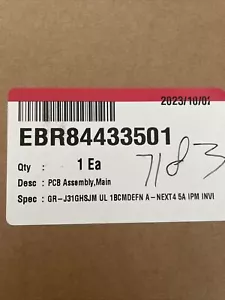 2023/10/02
EBR84433501
Qty : 1 Ea
7183
Desc : PCB Assembly,Main
Spec : GR-J31GHSJM UL 1BCMDEFN A-NEXT4 5A IPM INVI